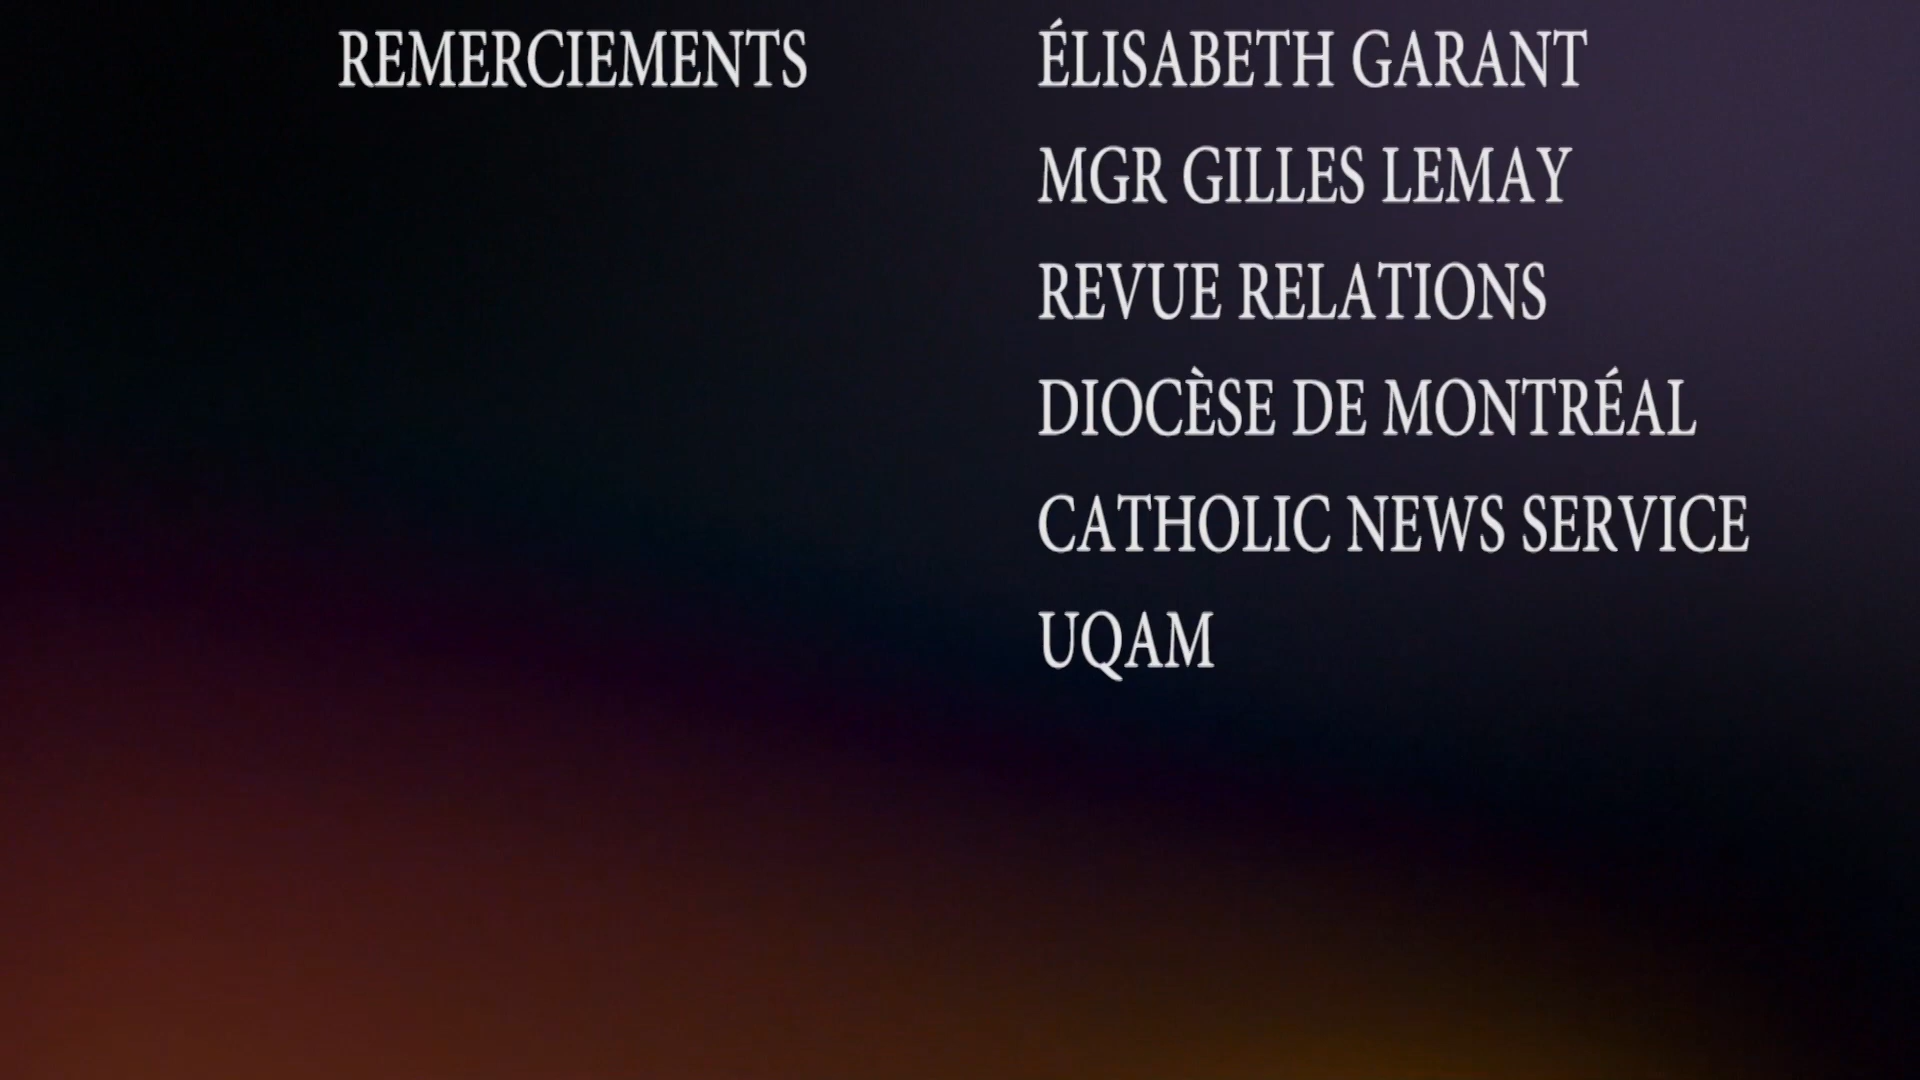 REMERCIEMENTS ÉLISABETH GARANT
MGR GILLES LEMAY
REVUE RELATIONS
DIOCÈSE DE MONTRÉAL
CATHOLIC NEWS SERVICE
UQAM